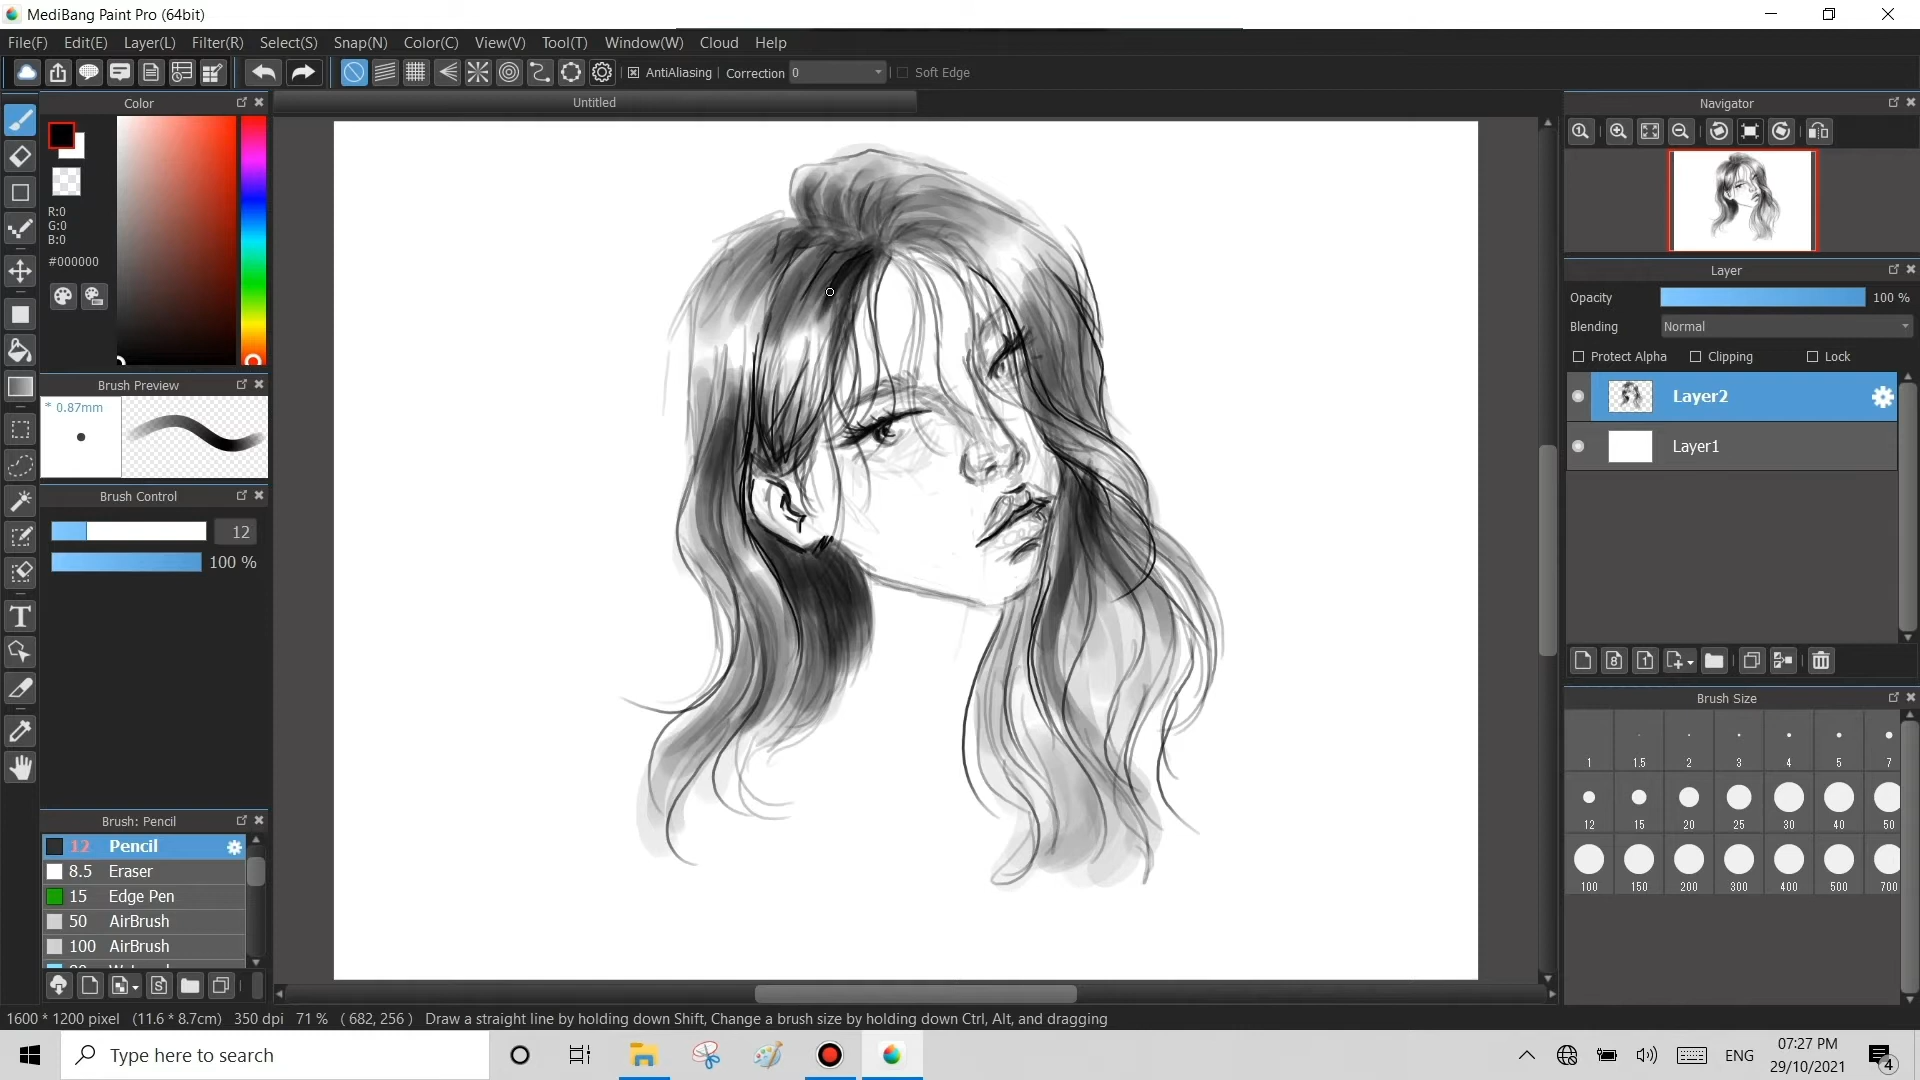 MediBang Paint Pro (64bit)
File(F) Edit(E) Layer(L) Filter(R) Select(S) Snap(N) Color(C) View(V) Tool(T) Window(W) Cloud Help
AntiAliasing Correction 0 Soft Edge
Color
Untitled
Navigator
R:0
G:0
B:0
#000000
Layer
Opacity 100 %
Blending Normal
Protect Alpha Clipping Lock
Layer2
Layer1
Brush Preview
* 0.87mm
Brush Control
12
100 %
Brush Size
1 1.5 2 3 4 5 7
12 15 20 25 30 40 50
100 150 200 300 400 500 700
Brush: Pencil
12 Pencil
8.5 Eraser
15 Edge Pen
50 AirBrush
100 AirBrush
1600 * 1200 pixel (11.6 * 8.7cm) 350 dpi 71 % ( 682, 256 ) Draw a straight line by holding down Shift, Change a brush size by holding down Ctrl, Alt, and dragging
Type here to search
ENG
07:27 PM
29/10/2021
4